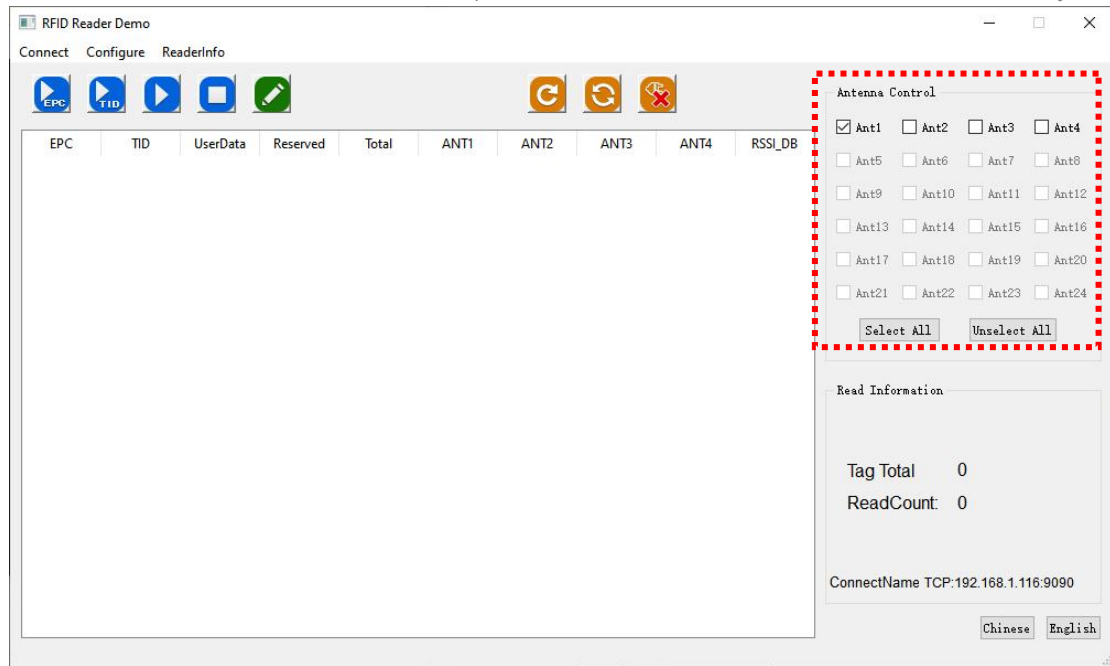 RFID Reader Demo
Connect Configure ReaderInfo
EPC TID
EPC TID UserData Reserved Total ANT1 ANT2 ANT3 ANT4 RSSI_DB
Antenna Control
Ant1 Ant2 Ant3 Ant4
Ant5 Ant6 Ant7 Ant8
Ant9 Ant10 Ant11 Ant12
Ant13 Ant14 Ant15 Ant16
Ant17 Ant18 Ant19 Ant20
Ant21 Ant22 Ant23 Ant24
Select All Unselect All
Read Information
Tag Total 0
ReadCount: 0
ConnectName TCP:192.168.1.116:9090
Chinese English